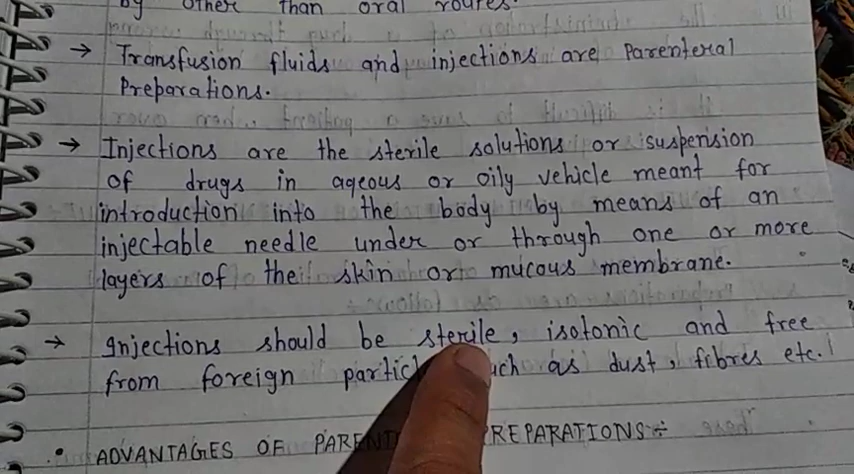 by other than oral routes.
→ Transfusion fluids and injections are Parenteral
Preparations.
→ Injections are the sterile solutions or suspension
of drugs in aqeous or oily vehicle meant for
introduction into the body by means of an
injectable needle under or through one or more
layers of the skin or mucous membrane.
→ Injections should be sterile, isotonic and free
from foreign partic uch as dust, fibres etc.
• ADVANTAGES OF PAREN REPARATIONS÷